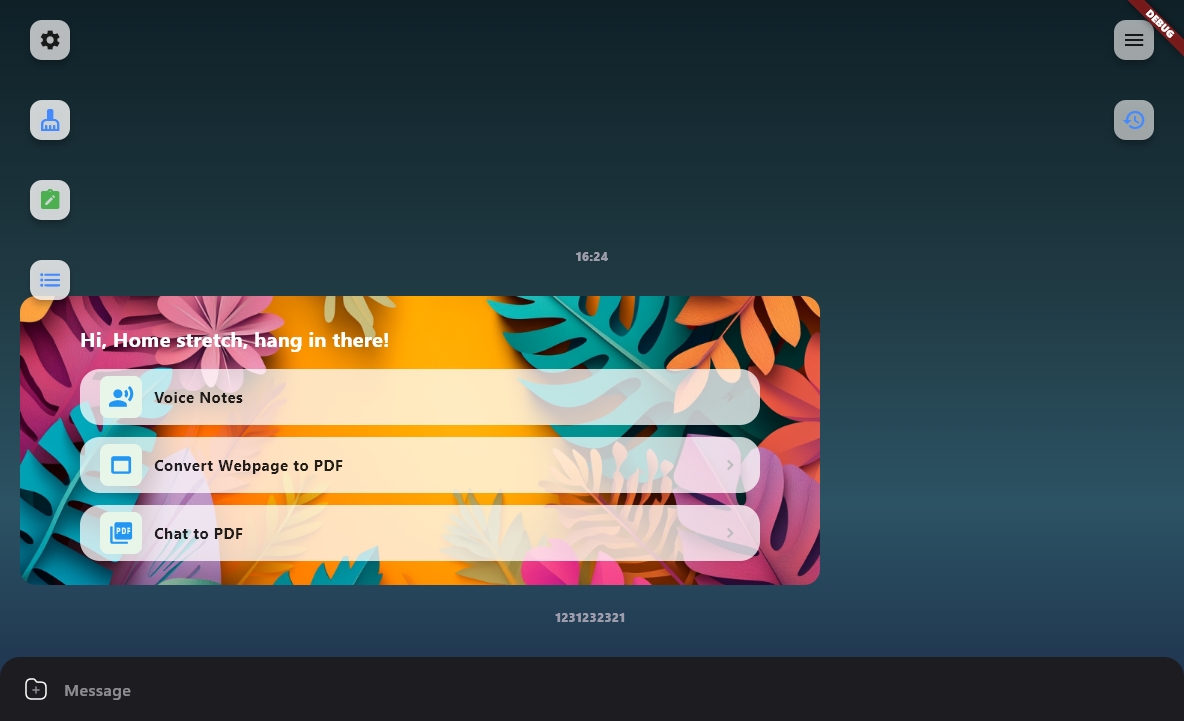 DEBUG
16:24
Hi, Home stretch, hang in there!
Voice Notes
Convert Webpage to PDF
PDF
Chat to PDF
1231232321
Message